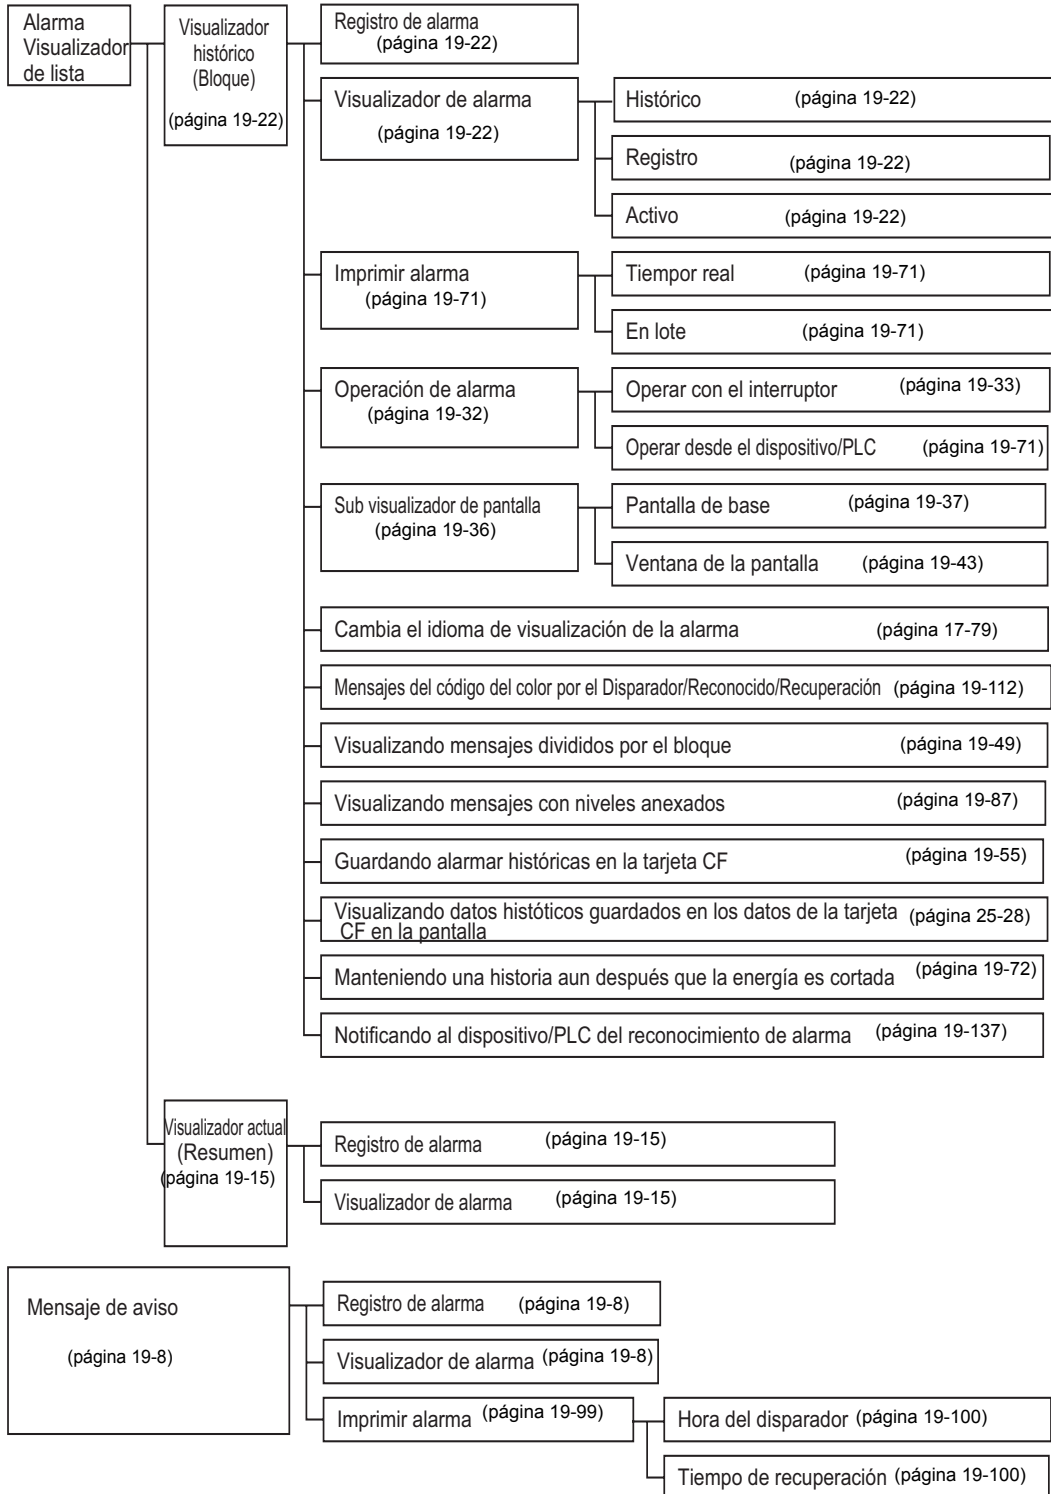 Alarma
Visualizador
de lista
Visualizador
histórico
(Bloque)
(página 19-22)
Registro de alarma
(página 19-22)
Visualizador de alarma
(página 19-22)
Histórico (página 19-22)
Registro (página 19-22)
Activo (página 19-22)
Imprimir alarma
(página 19-71)
Tiempor real (página 19-71)
En lote (página 19-71)
Operación de alarma
(página 19-32)
Operar con el interruptor (página 19-33)
Operar desde el dispositivo/PLC (página 19-71)
Sub visualizador de pantalla
(página 19-36)
Pantalla de base (página 19-37)
Ventana de la pantalla (página 19-43)
Cambia el idioma de visualización de la alarma (página 17-79)
Mensajes del código del color por el Disparador/Reconocido/Recuperación (página 19-112)
Visualizando mensajes divididos por el bloque (página 19-49)
Visualizando mensajes con niveles anexados (página 19-87)
Guardando alarmar históricas en la tarjeta CF (página 19-55)
Visualizando datos históticos guardados en los datos de la tarjeta (página 25-28)
CF en la pantalla
Manteniendo una historia aun después que la energía es cortada (página 19-72)
Notificando al dispositivo/PLC del reconocimiento de alarma (página 19-137)
Visualizador actual
(Resumen)
(página 19-15)
Registro de alarma (página 19-15)
Visualizador de alarma (página 19-15)
Mensaje de aviso
(página 19-8)
Registro de alarma (página 19-8)
Visualizador de alarma (página 19-8)
Imprimir alarma (página 19-99)
Hora del disparador (página 19-100)
Tiempo de recuperación (página 19-100)